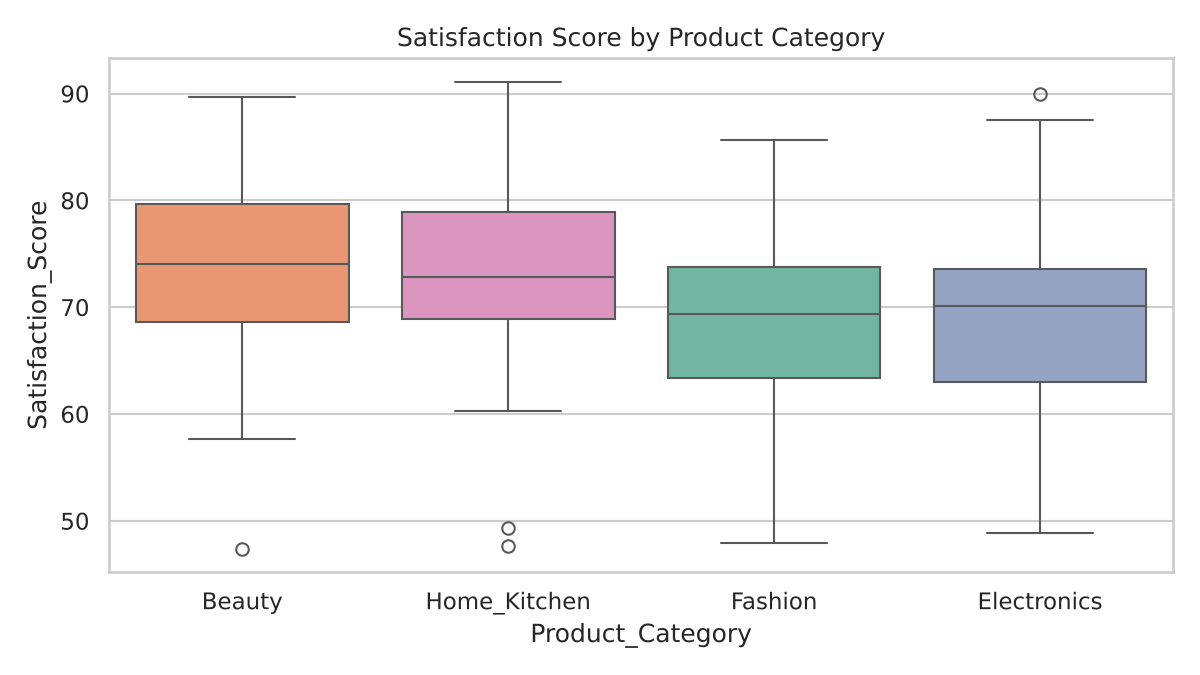 Satisfaction Score by Product Category
Satisfaction_Score
90
80
70
60
50
Beauty
Home_Kitchen
Fashion
Electronics
Product_Category